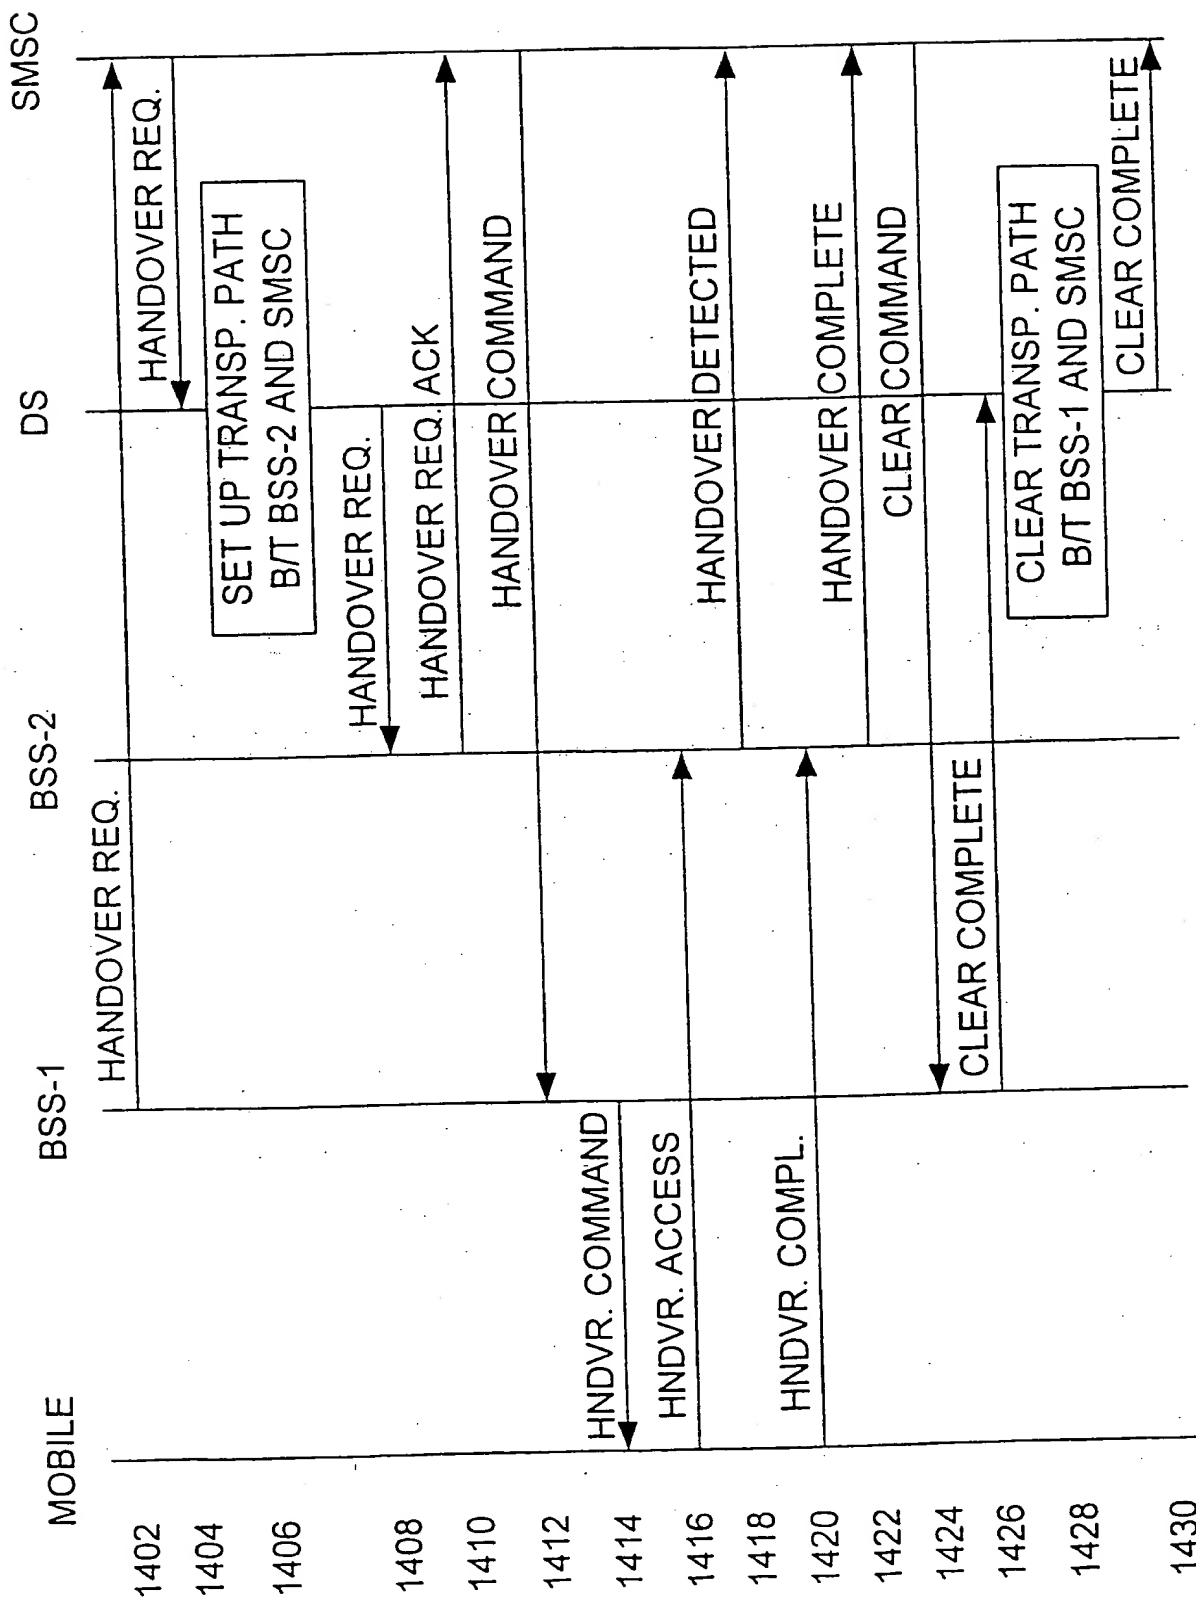 MOBILE
BSS-1
BSS-2
DS
SMSC
1402
HANDOVER REQ.
1404
HANDOVER REQ.
1406
SET UP TRANSP. PATH
B/T BSS-2 AND SMSC
1408
HANDOVER REQ.
1410
HANDOVER REQ. ACK
1412
HANDOVER COMMAND
1414
HNDVR. COMMAND
1416
HNDVR. ACCESS
1418
HANDOVER DETECTED
1420
HNDVR. COMPL.
1422
HANDOVER COMPLETE
1424
CLEAR COMMAND
1426
CLEAR COMPLETE
1428
CLEAR TRANSP. PATH
B/T BSS-1 AND SMSC
1430
CLEAR COMPLETE